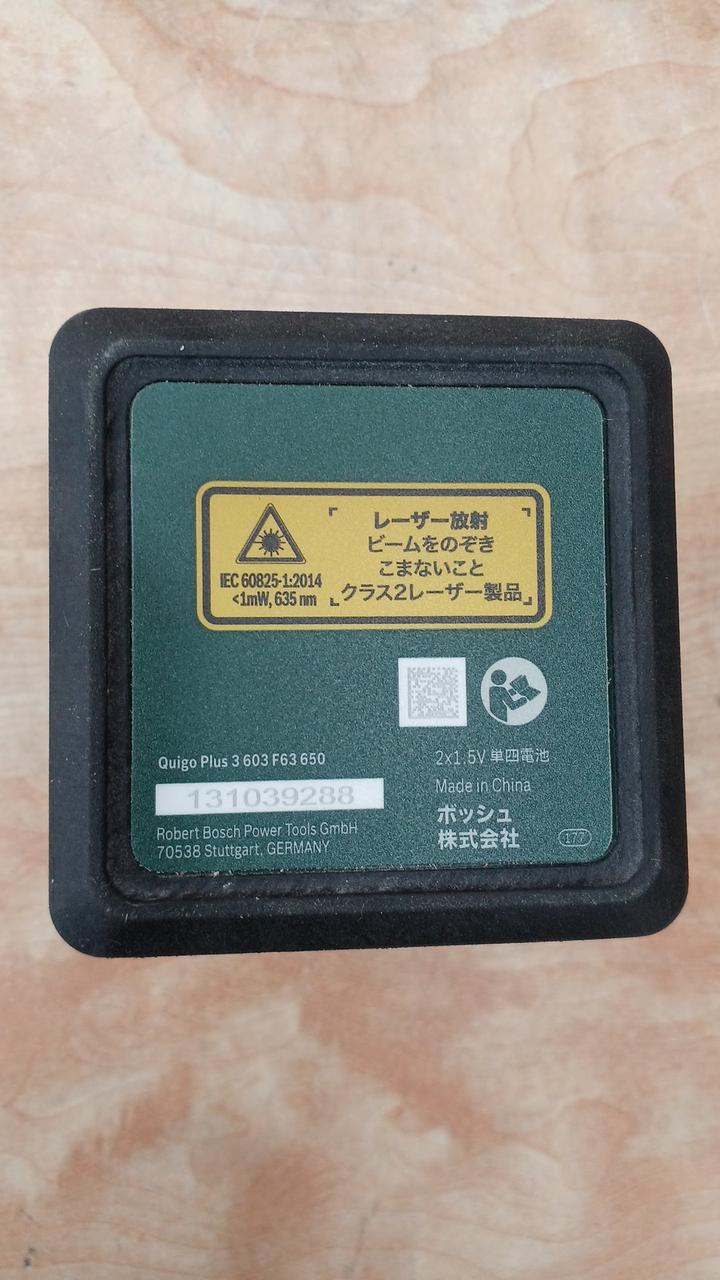 レーザー放射
ビームをのぞき
こまないこと
クラス2レーザー製品
IEC 60825-1:2014
<1mW, 635 nm
Quigo Plus 3 603 F63 650
131039288
Robert Bosch Power Tools GmbH
70538 Stuttgart, GERMANY
2x1.5V 単四電池
Made in China
ボッシュ
株式会社
177